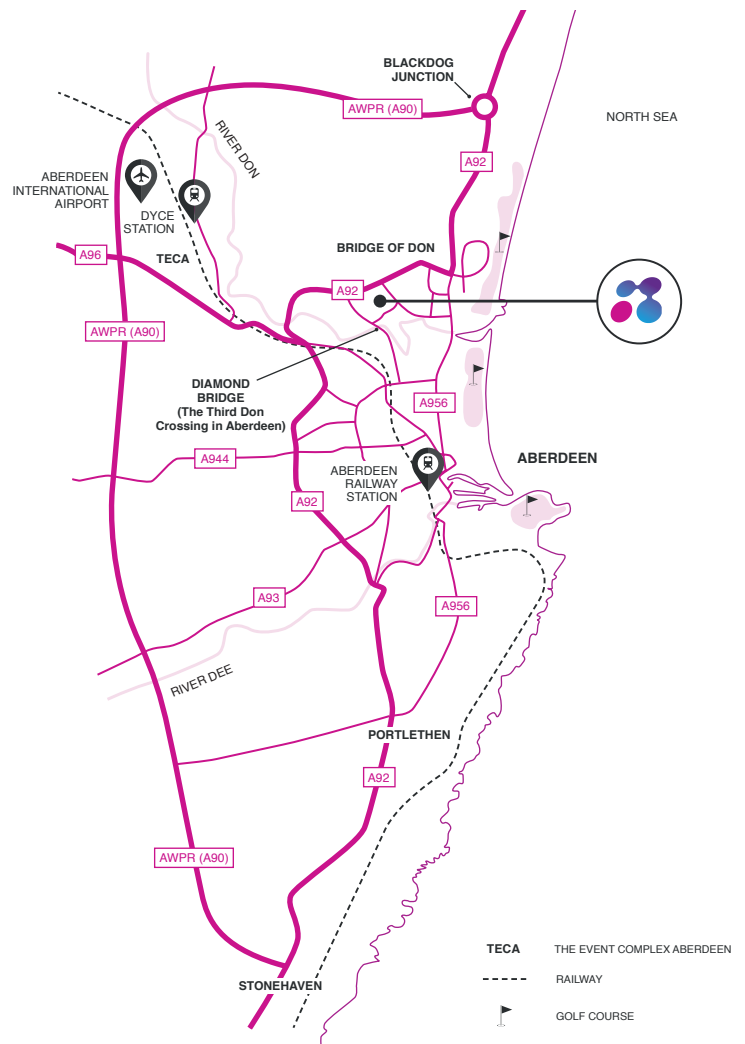 BLACKDOG
JUNCTION
AWPR (A90)
NORTH SEA
RIVER DON
A92
ABERDEEN
INTERNATIONAL
AIRPORT
DYCE
STATION
TECA
BRIDGE OF DON
A96
A92
AWPR (A90)
DIAMOND
BRIDGE
(The Third Don
Crossing in Aberdeen)
A956
A944
ABERDEEN
RAILWAY
STATION
ABERDEEN
A92
A93
A956
RIVER DEE
PORTLETHEN
A92
AWPR (A90)
STONEHAVEN
TECA THE EVENT COMPLEX ABERDEEN
RAILWAY
GOLF COURSE